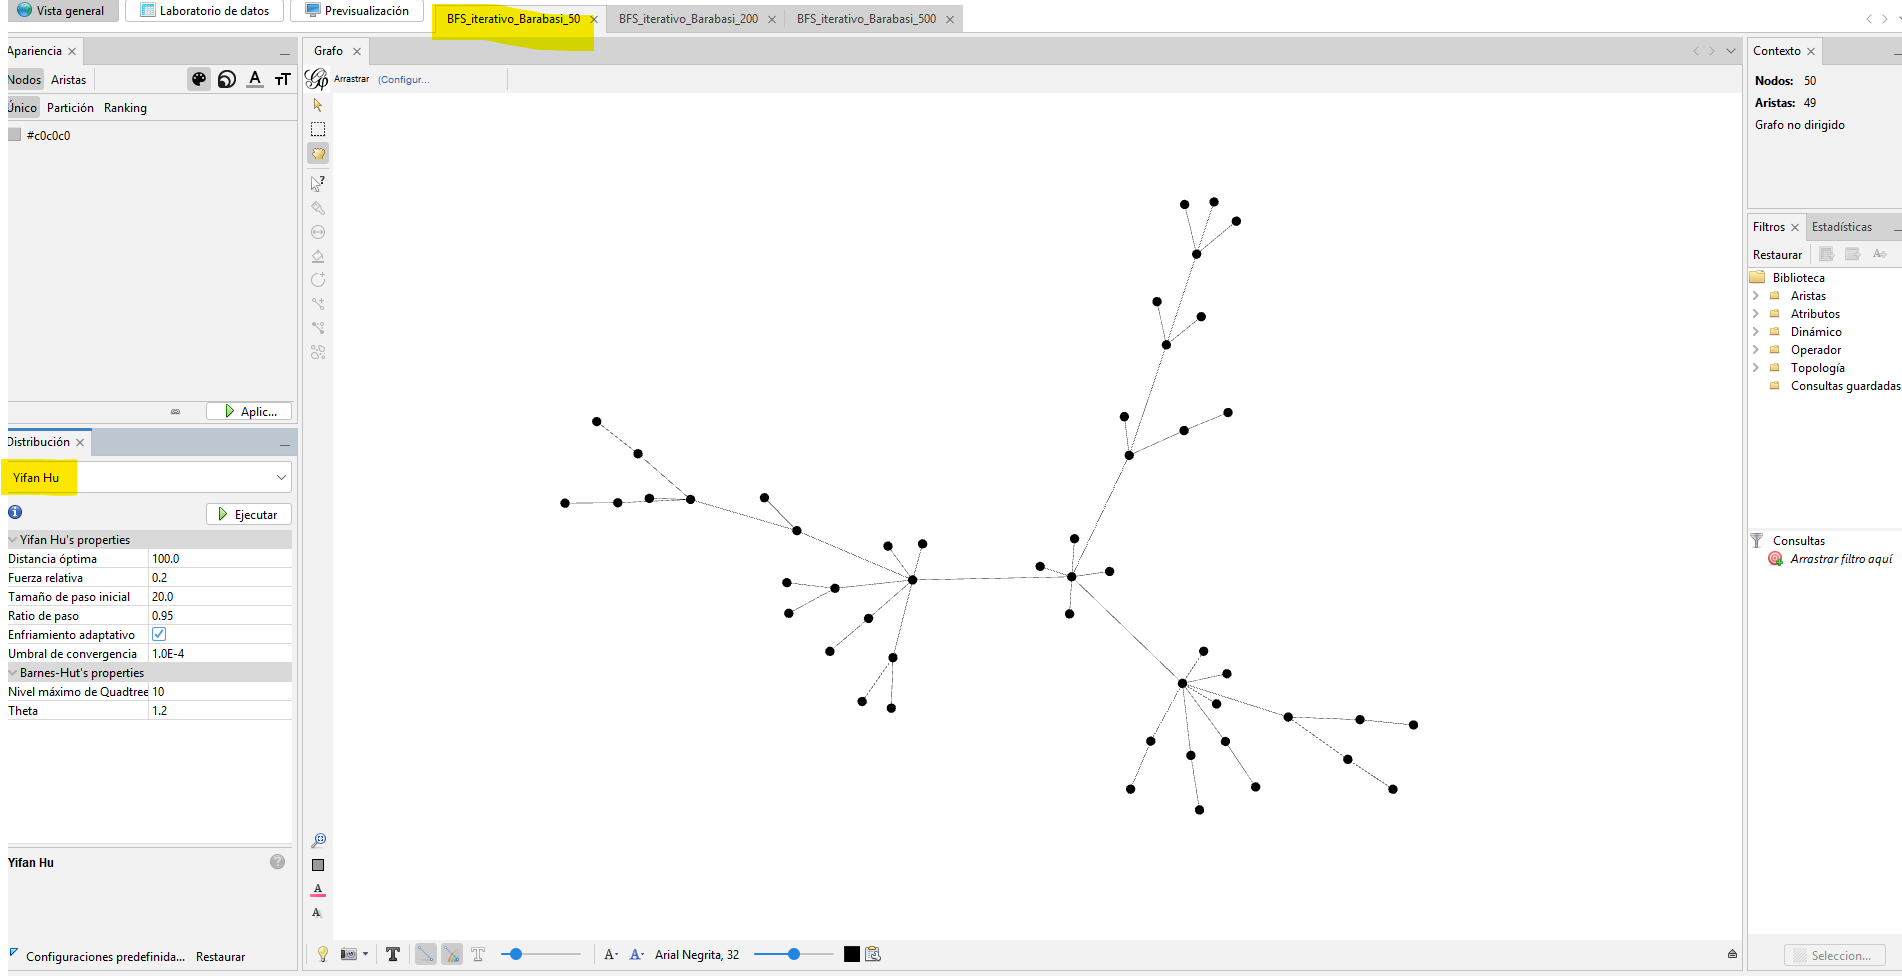 Vista general
Laboratorio de datos
Previsualización
BFS_iterativo_Barabasi_50
BFS_iterativo_Barabasi_200
BFS_iterativo_Barabasi_500
Apariencia
Nodos Aristas
Único Partición Ranking
#c0c0c0
Aplic...
Distribución
Yifan Hu
Ejecutar
Yifan Hu's properties
Distancia óptima 100.0
Fuerza relativa 0.2
Tamaño de paso inicial 20.0
Ratio de paso 0.95
Enfriamiento adaptativo
Umbral de convergencia 1.0E-4
Barnes-Hut's properties
Nivel máximo de Quadtree 10
Theta 1.2
Yifan Hu
Configuraciones predefinida... Restaurar
Grafo
Arrastrar (Configur...
Arial Negrita, 32
Contexto
Nodos: 50
Aristas: 49
Grafo no dirigido
Filtros Estadísticas
Restaurar
Biblioteca
Aristas
Atributos
Dinámico
Operador
Topología
Consultas guardadas
Consultas
Arrastrar filtro aquí
Seleccion...